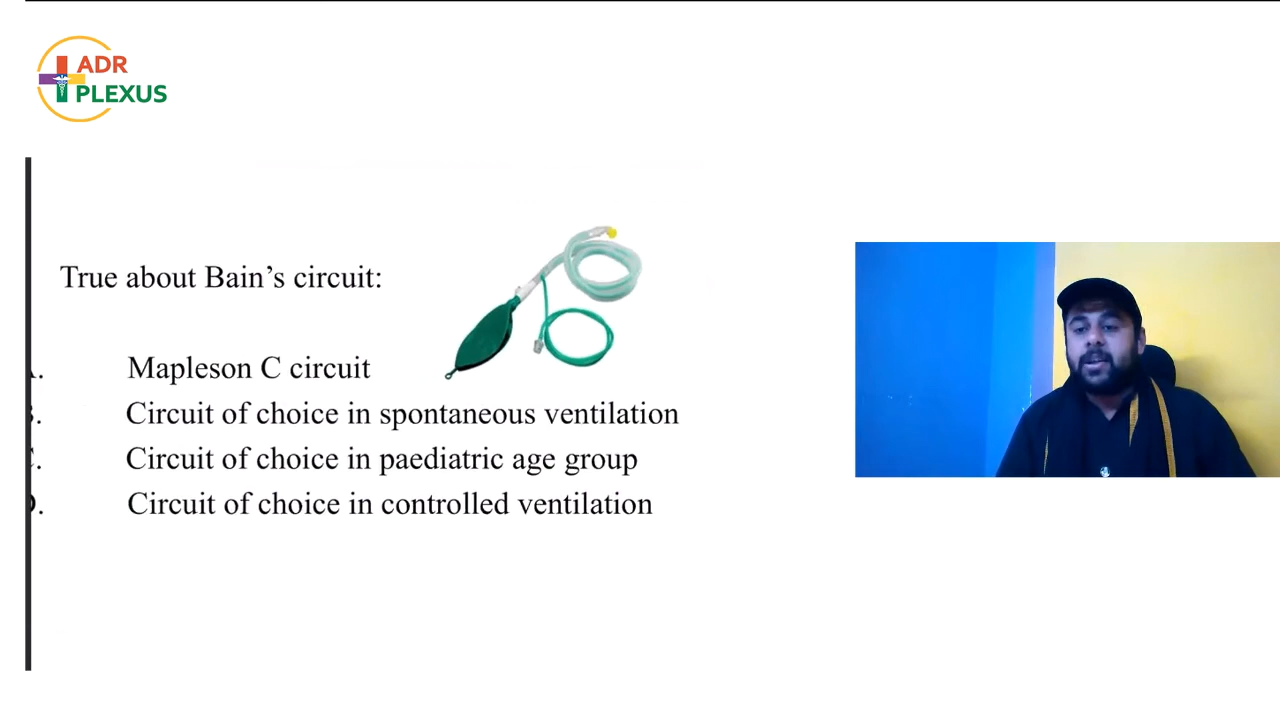 ADR
PLEXUS
True about Bain’s circuit:
Mapleson C circuit
B. Circuit of choice in spontaneous ventilation
C. Circuit of choice in paediatric age group
D. Circuit of choice in controlled ventilation